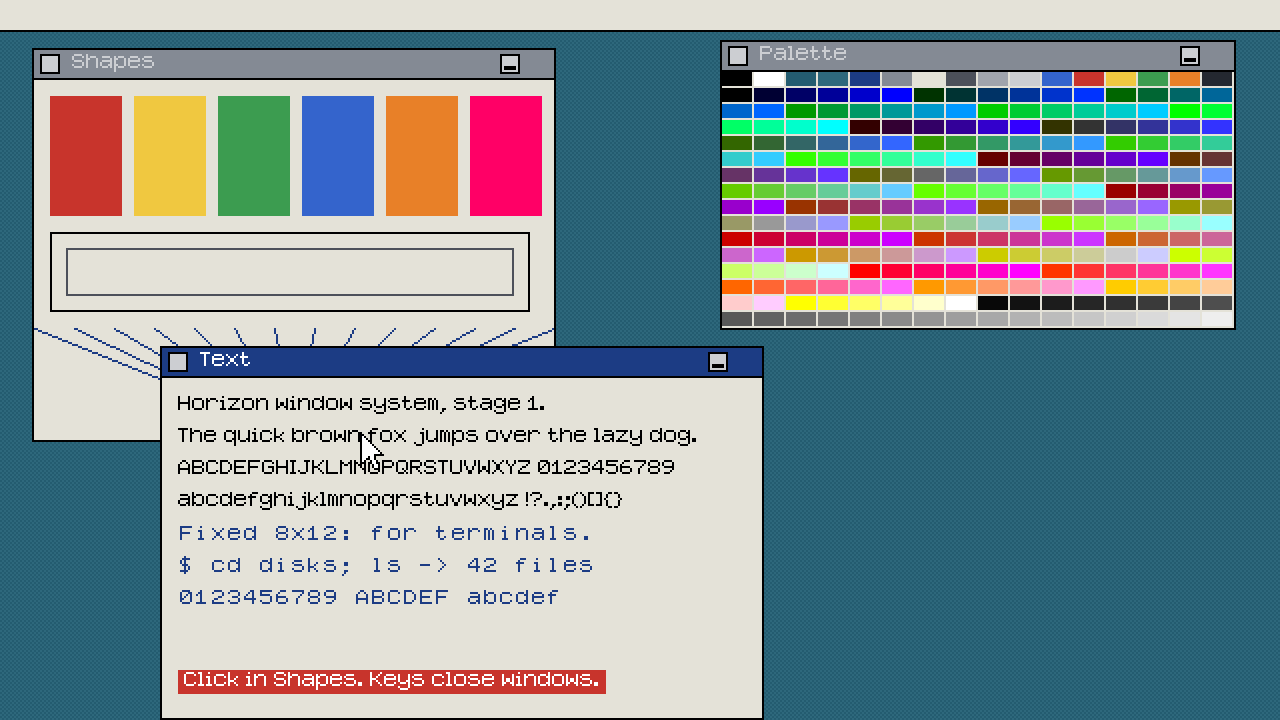 Shapes
Palette
Text
Horizon window system, stage 1.
The quick brown fox jumps over the lazy dog.
ABCDEFGHIJKLMNOPQRSTUVWXYZ 0123456789
abcdefghijklmnopqrstuvwxyz !?.,:;()[]{}
Fixed 8x12: for terminals.
$ cd disks; ls -> 42 files
0123456789 ABCDEF abcdef
Click in Shapes. Keys close windows.